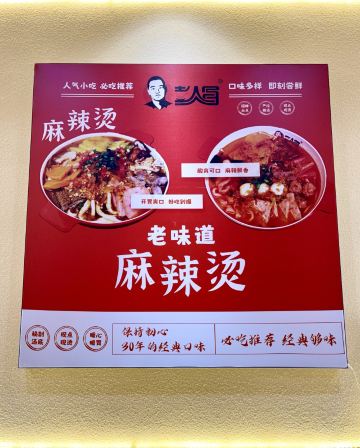 人气小吃 必吃推荐
口味多样 即刻尝鲜
麻辣烫
酸爽可口 麻辣鲜香
开胃爽口 好吃到爆
老味道
麻辣烫
秘制
汤底
现点
现烫
暖心
暖胃
保持初心
30年的经典口味
必吃推荐 经典够味